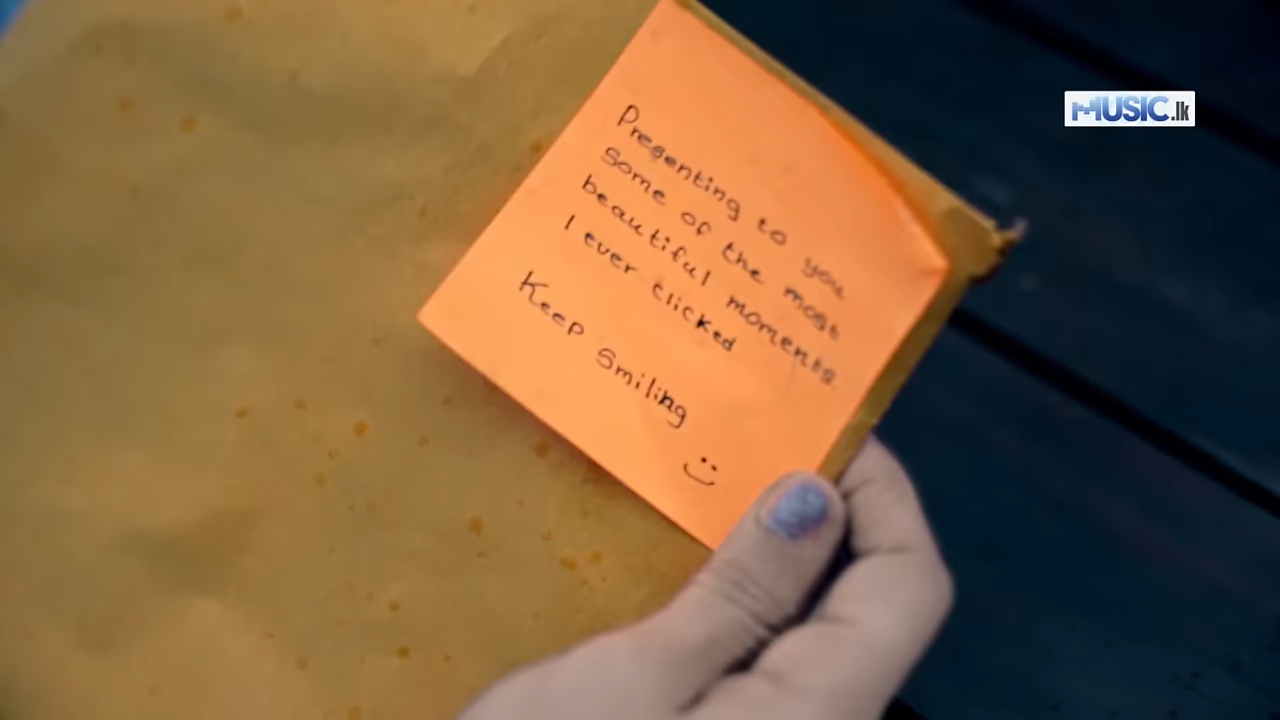 MUSIC.lk
Presenting to you
some of the most
beautiful moments
I ever clicked
Keep Smiling